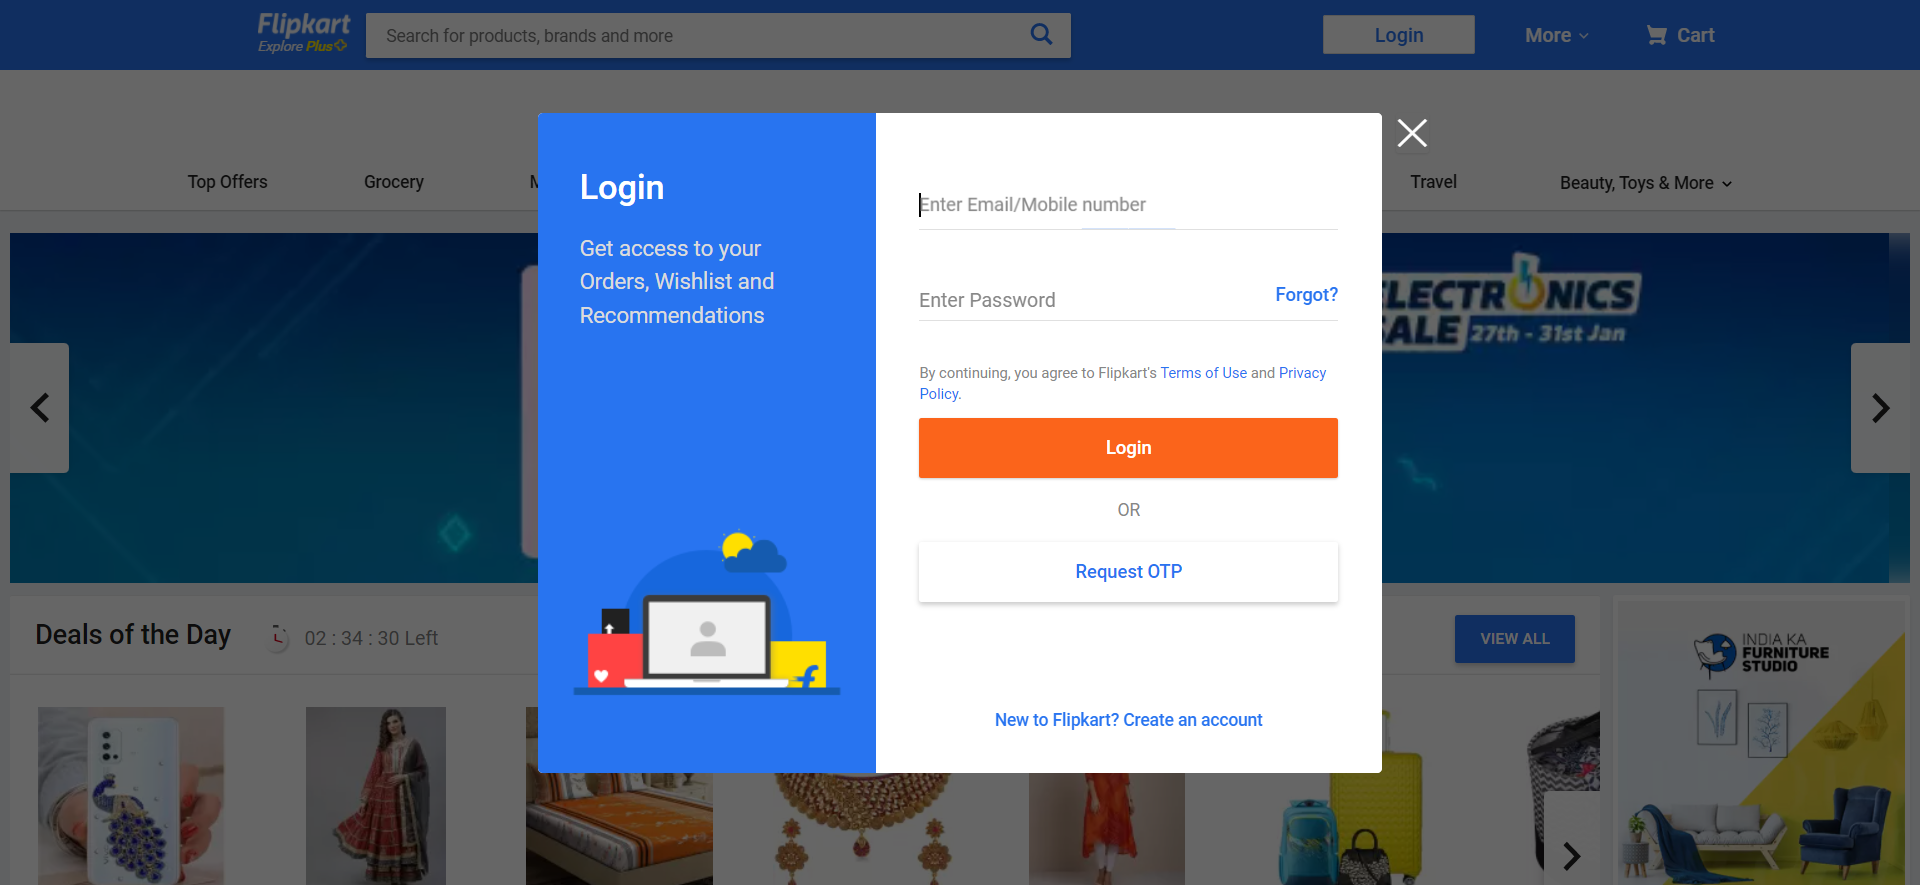 Flipkart
Explore Plus
Search for products, brands and more
Login
More
Cart
Top Offers
Grocery
Travel
Beauty, Toys & More
Login
Get access to your
Orders, Wishlist and
Recommendations
Enter Email/Mobile number
Enter Password
Forgot?
By continuing, you agree to Flipkart's Terms of Use and Privacy
Policy.
Login
OR
Request OTP
New to Flipkart? Create an account
LECTRONICS
ALE 27th - 31st Jan
Deals of the Day
02 : 34 : 30 Left
VIEW ALL
INDIA KA
FURNITURE
STUDIO